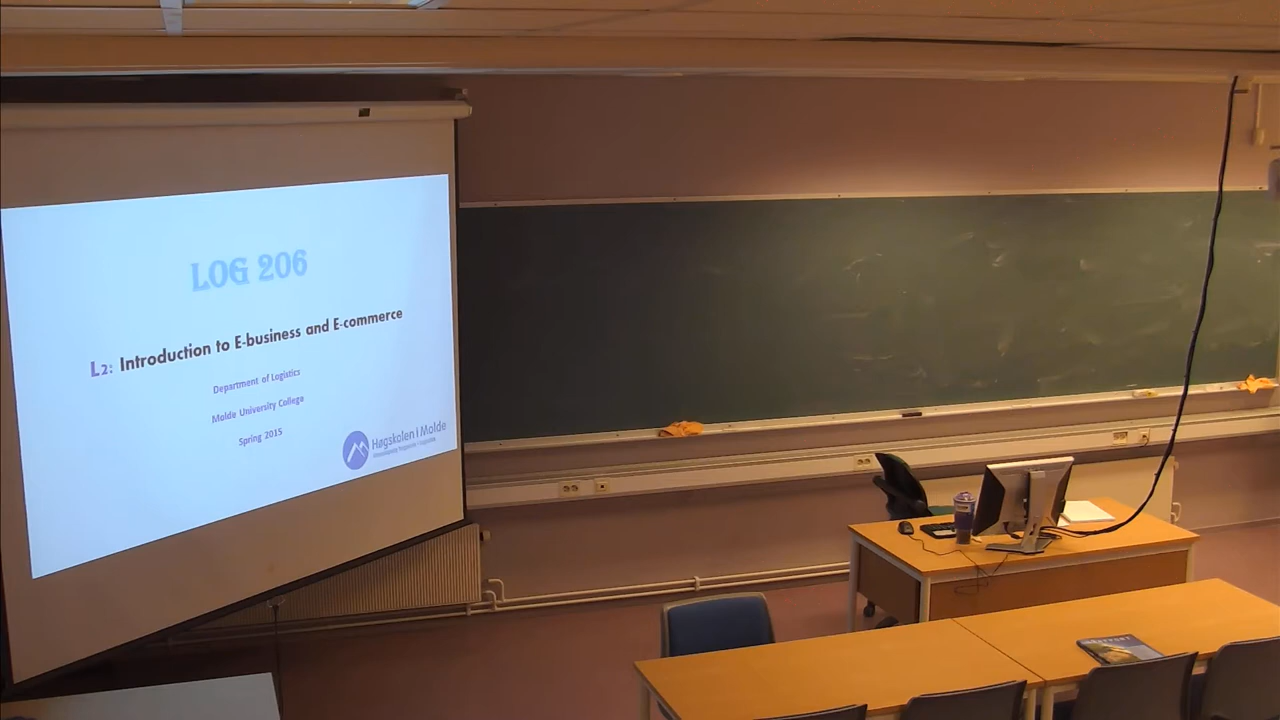 LOG 206
L2: Introduction to E-business and E-commerce
Department of Logistics
Molde University College
Spring 2015
Høgskolen i Molde